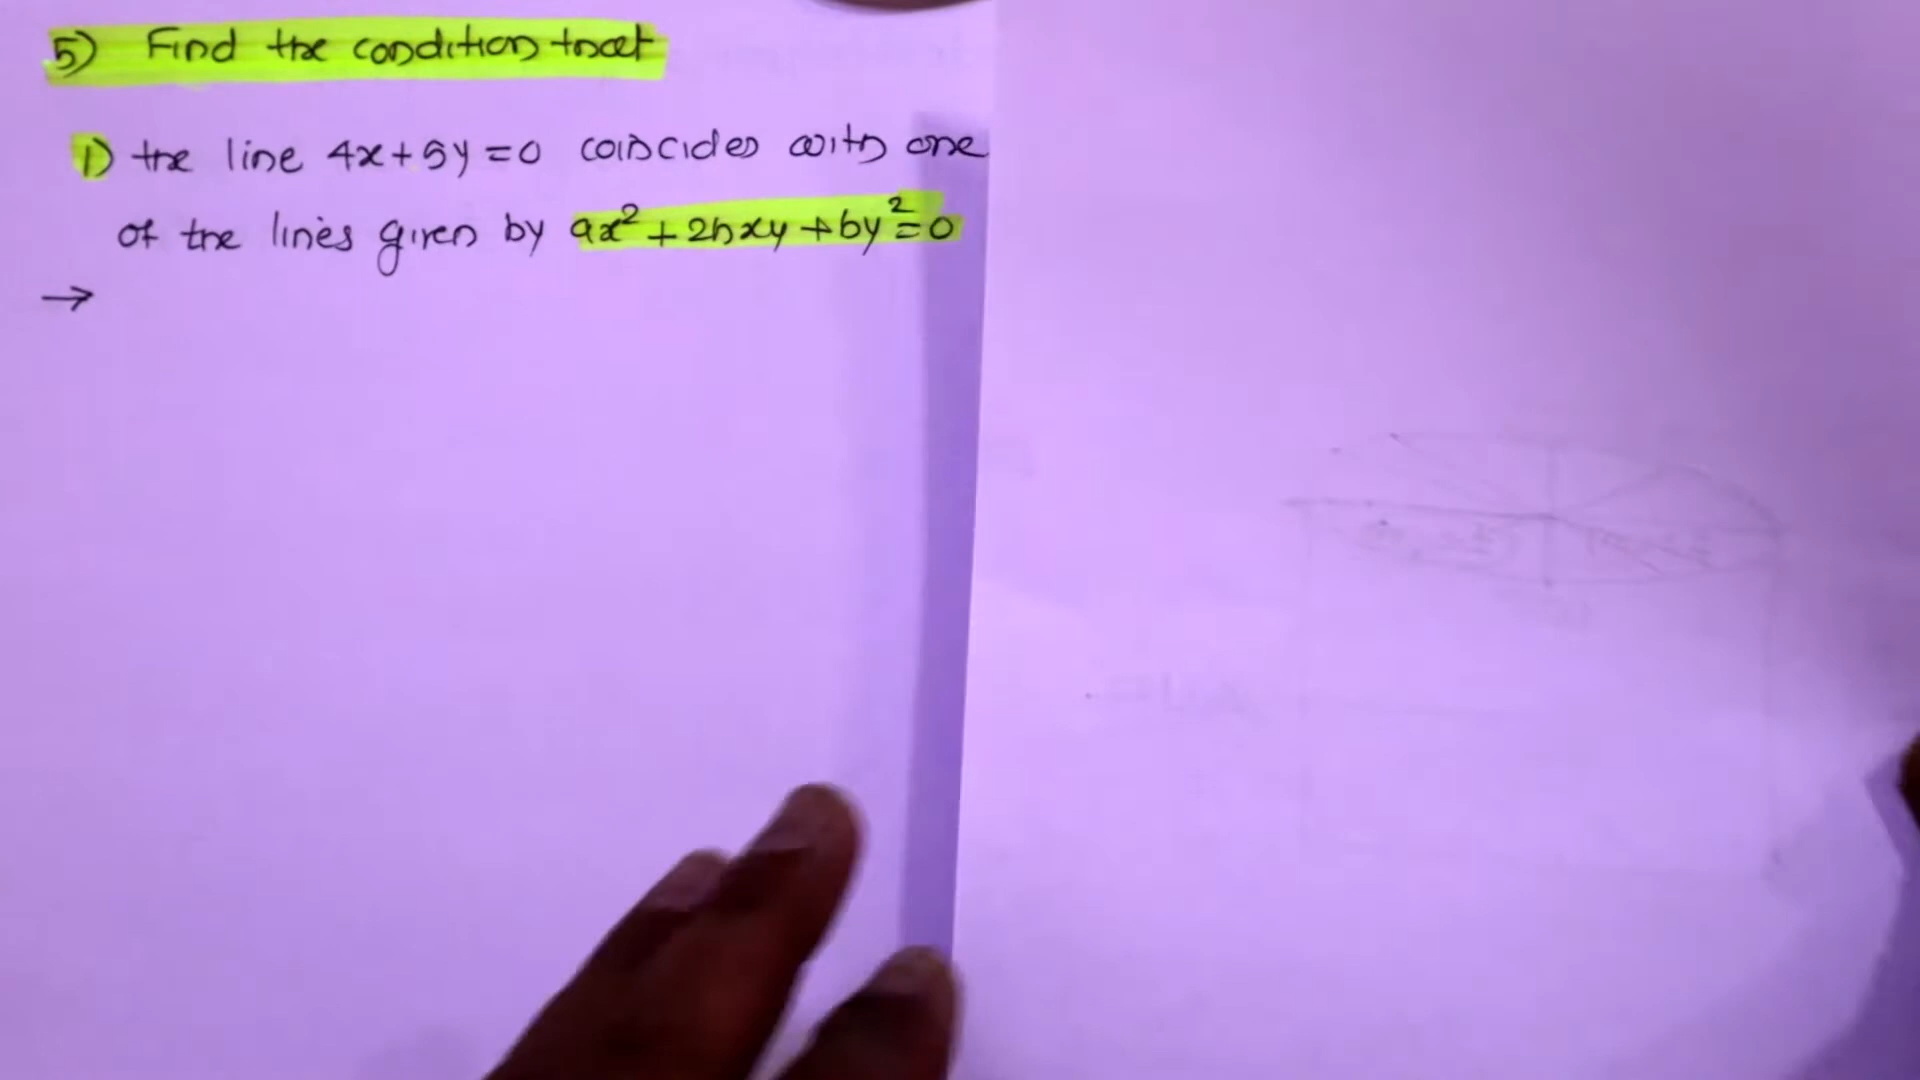 5) Find the condition that
1) the line 4x+5y=0 coincides with one
of the lines given by ax²+2hxy+by²=0
→